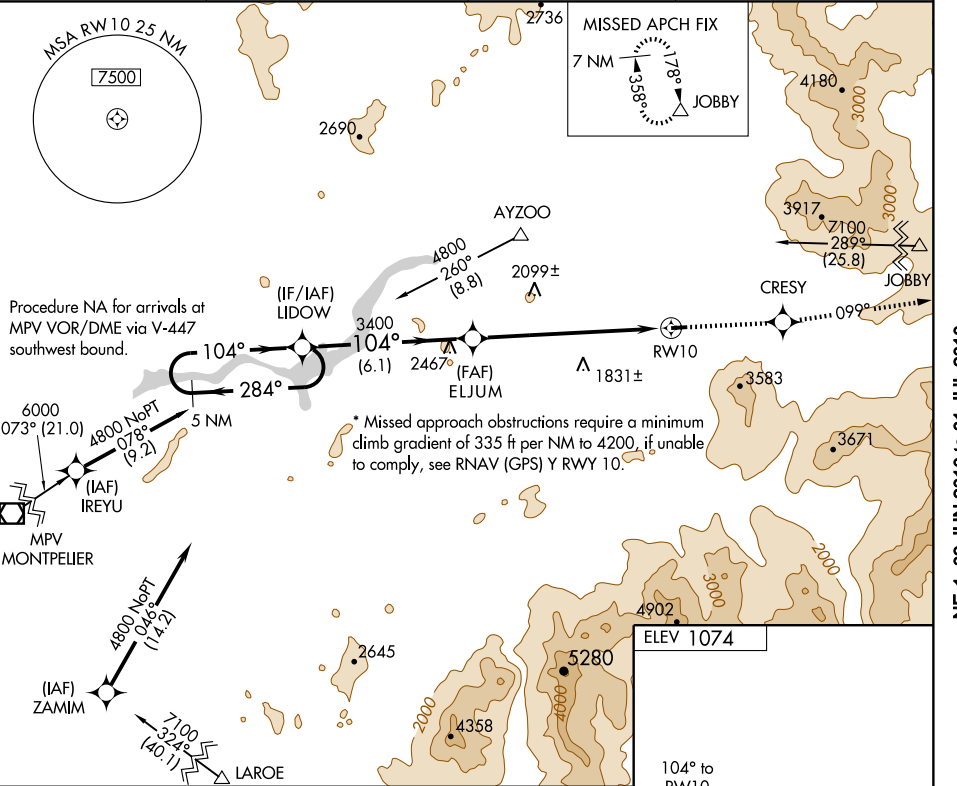 MSA RW10 25 NM
7500
2736
MISSED APCH FIX
7 NM
178°
358°
JOBBY
4180
3000
2690
3917
3000
7100
289°
(25.8)
JOBBY
AYZOO
4800
260°
(8.8)
2099±
(IF/IAF)
LIDOW
CRESY
099°
Procedure NA for arrivals at
MPV VOR/DME via V-447
southwest bound.
104°
3400
104°
(6.1)
2467
(FAF)
ELJUM
RW10
1831±
284°
5 NM
3583
3671
6000
073° (21.0)
4800 NoPT
078°
(9.2)
(IAF)
IREYU
MPV
MONTPELIER
* Missed approach obstructions require a minimum
climb gradient of 335 ft per NM to 4200, if unable
to comply, see RNAV (GPS) Y RWY 10.
2000
3000
4902
4800 NoPT
046°
(14.2)
(IAF)
ZAMIM
2645
5280
4000
2000
4358
7100
324°
(40.1)
LAROE
ELEV 1074
104° to
RW10